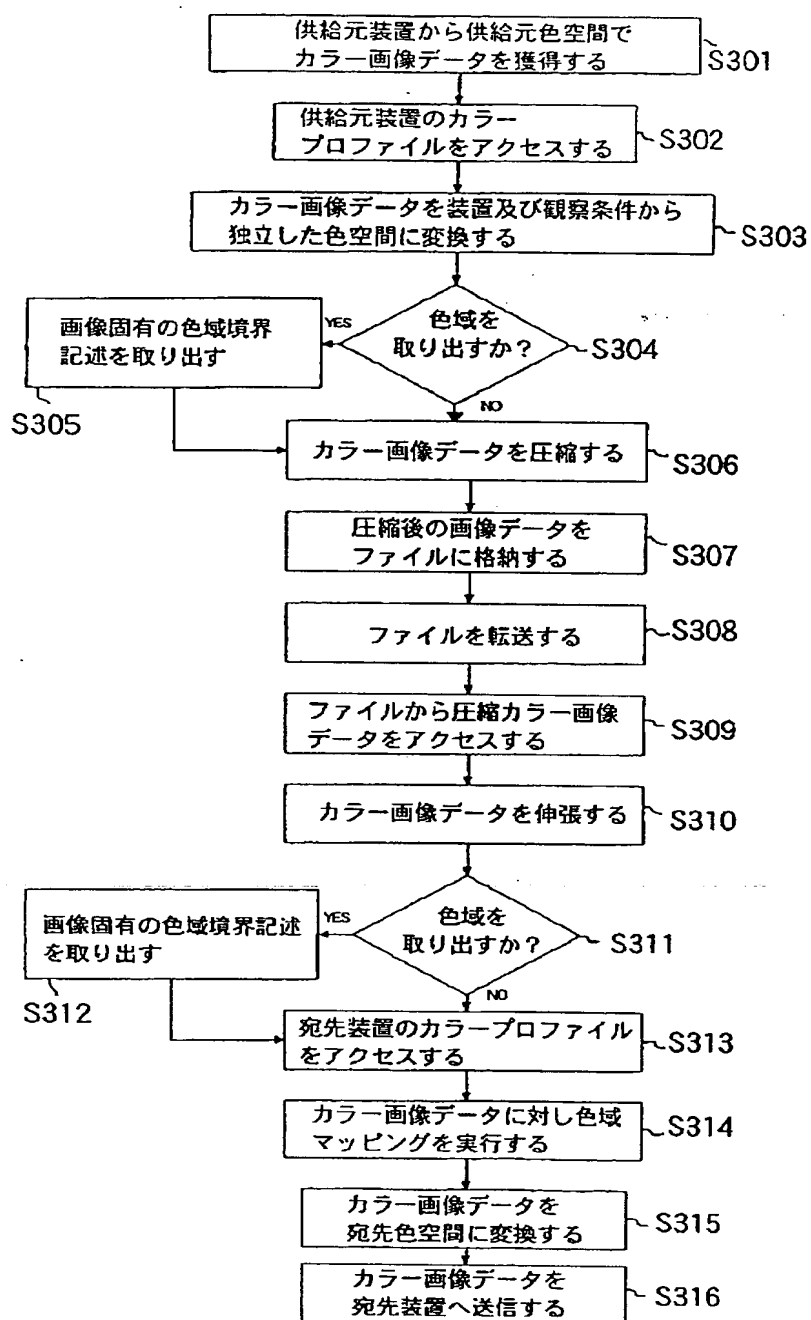 供給元装置から供給元色空間で
カラー画像データを獲得する
S301
供給元装置のカラー
プロファイルをアクセスする
S302
カラー画像データを装置及び観察条件から
独立した色空間に変換する
S303
色域を
取り出すか?
S304
YES
画像固有の色域境界
記述を取り出す
S305
NO
カラー画像データを圧縮する
S306
圧縮後の画像データを
ファイルに格納する
S307
ファイルを転送する
S308
ファイルから圧縮カラー画像
データをアクセスする
S309
カラー画像データを伸張する
S310
色域を
取り出すか?
S311
YES
画像固有の色域境界記述
を取り出す
S312
NO
宛先装置のカラープロファイル
をアクセスする
S313
カラー画像データに対し色域
マッピングを実行する
S314
カラー画像データを
宛先色空間に変換する
S315
カラー画像データを
宛先装置へ送信する
S316